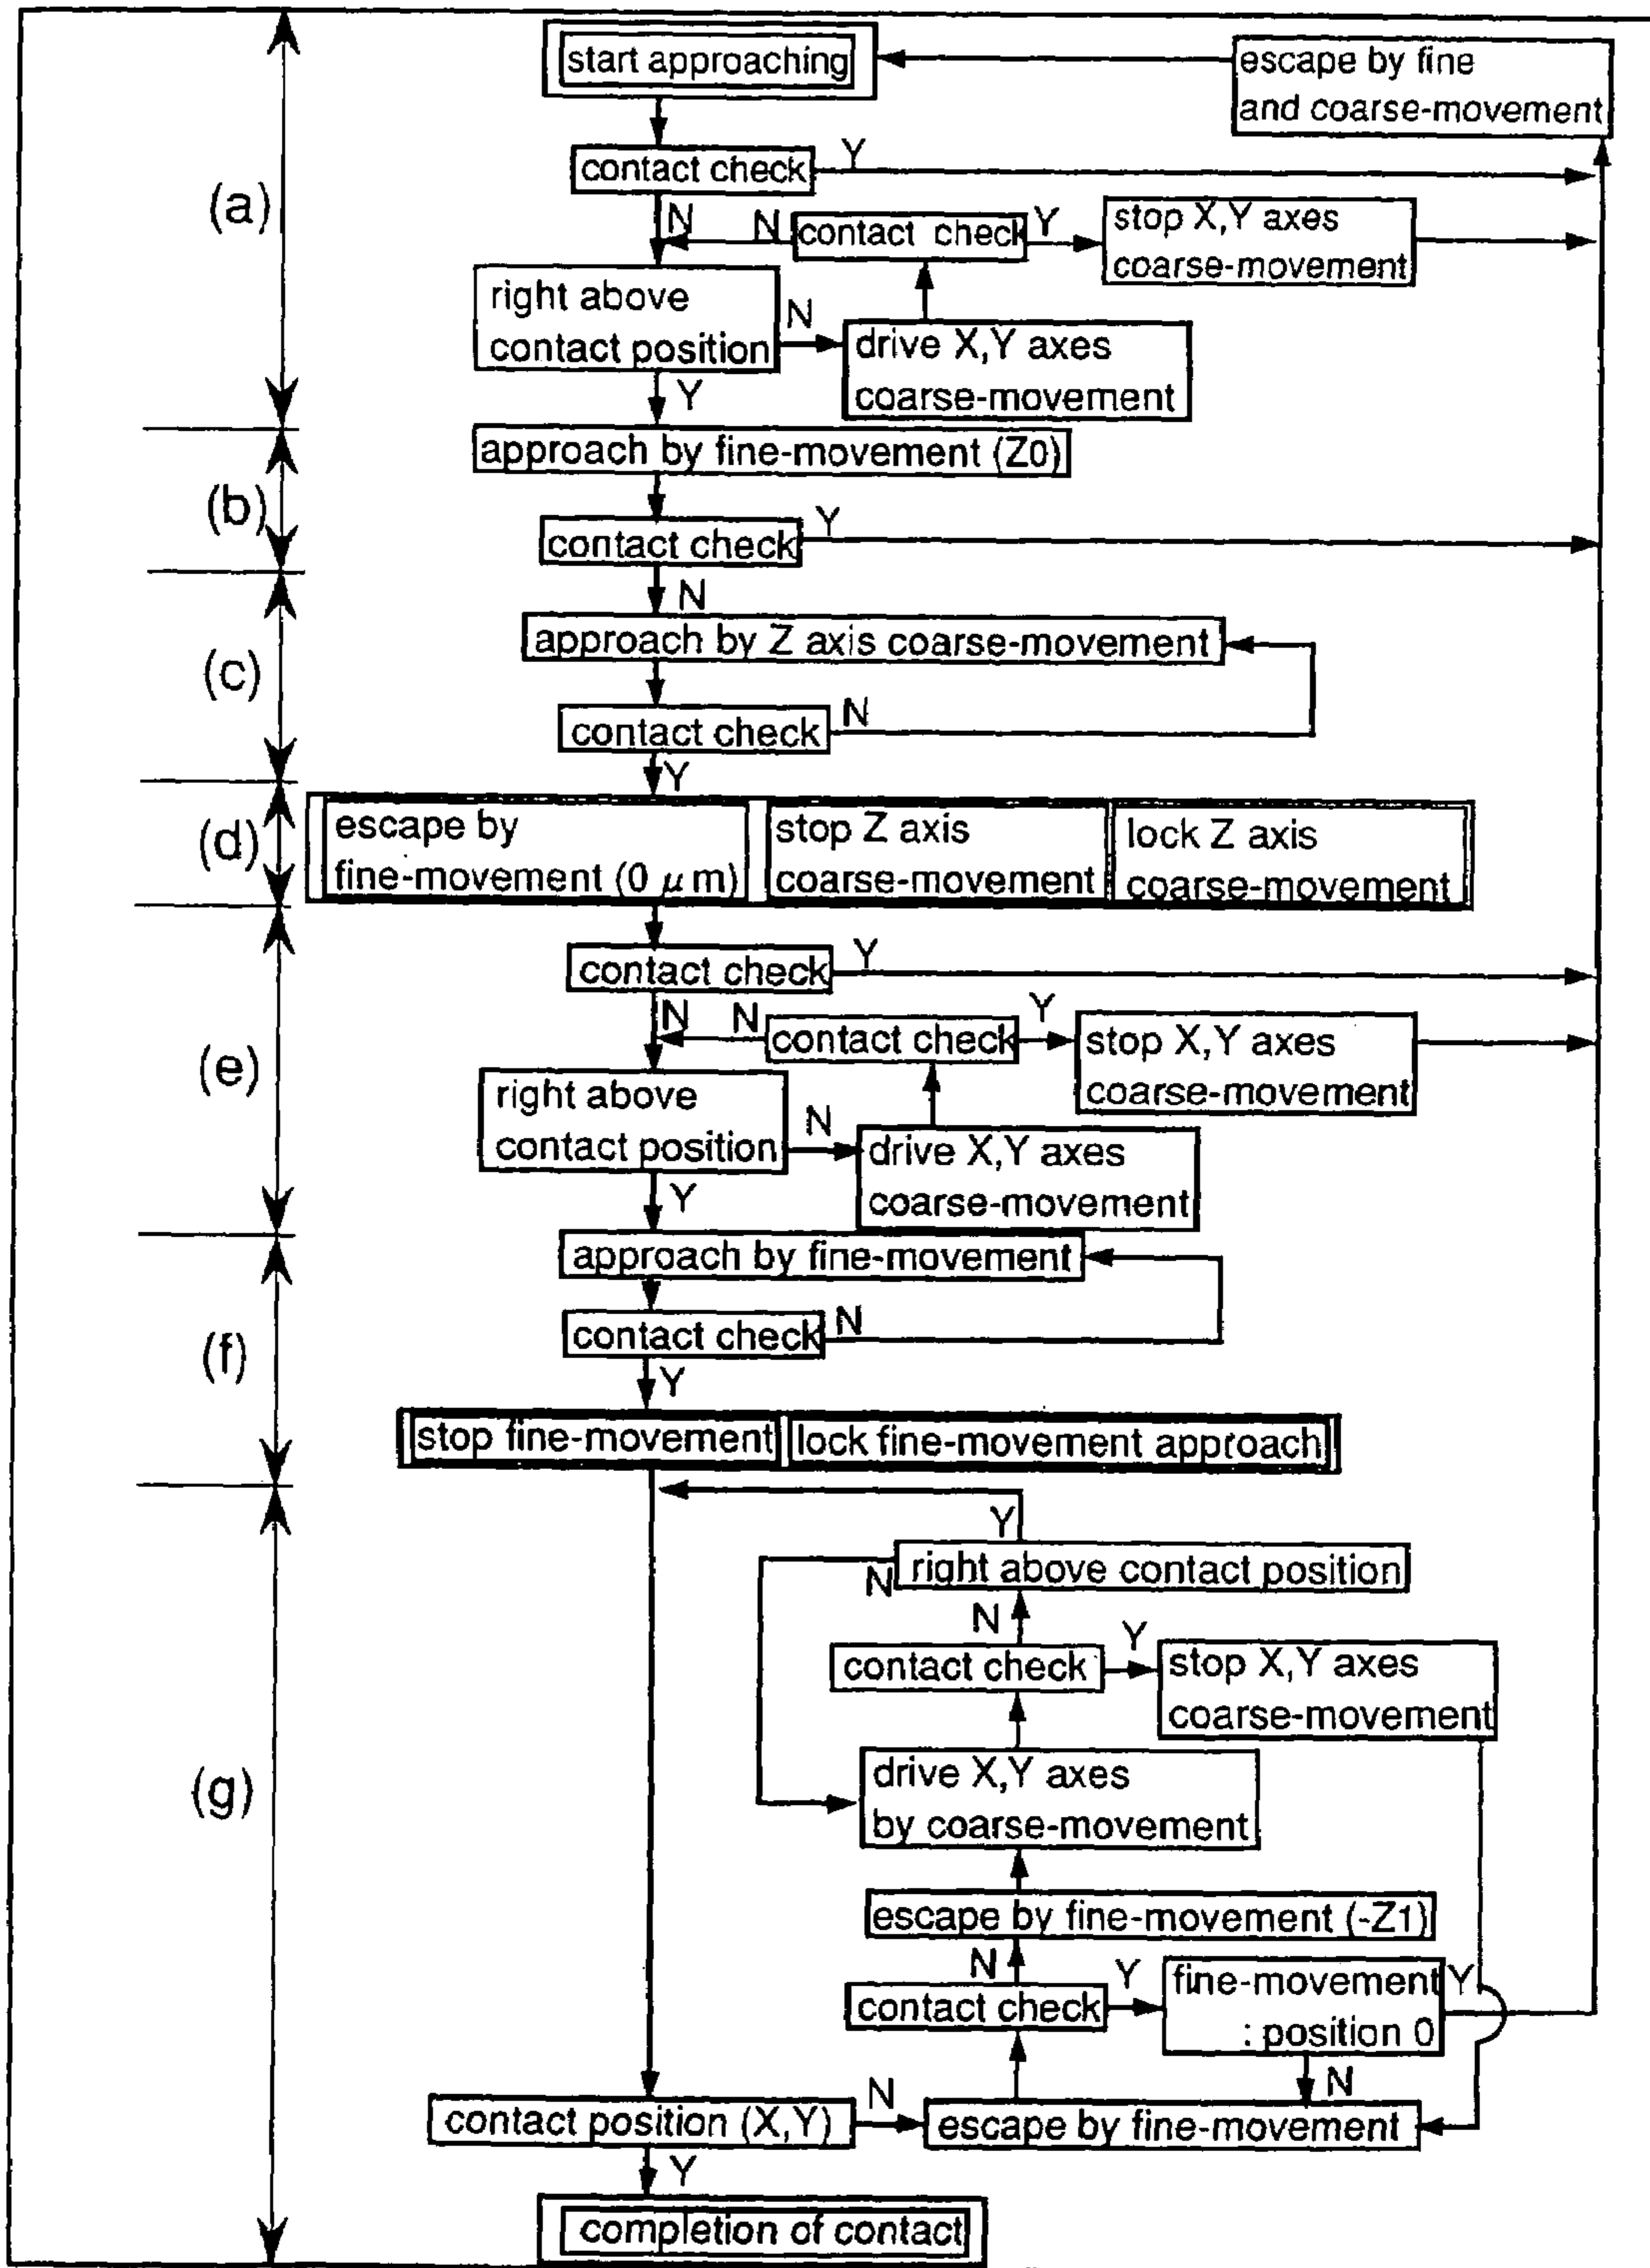 start approaching
escape by fine
and coarse-movement
contact check
Y
(a)
N
N
contact check
Y
stop X,Y axes
coarse-movement
right above
contact position
N
drive X,Y axes
coarse-movement
Y
approach by fine-movement (Z0)
(b)
contact check
Y
N
approach by Z axis coarse-movement
(c)
contact check
N
Y
(d)
escape by
fine-movement (0 μm)
stop Z axis
coarse-movement
lock Z axis
coarse-movement
contact check
Y
N
N
contact check
Y
stop X,Y axes
coarse-movement
(e)
right above
contact position
N
drive X,Y axes
coarse-movement
Y
approach by fine-movement
contact check
N
(f)
Y
stop fine-movement
lock fine-movement approach
Y
right above contact position
N
N
contact check
Y
stop X,Y axes
coarse-movement
(g)
drive X,Y axes
by coarse-movement
escape by fine-movement (-Z1)
N
contact check
Y
fine-movement
: position 0
Y
N
contact position (X,Y)
N
escape by fine-movement
Y
completion of contact